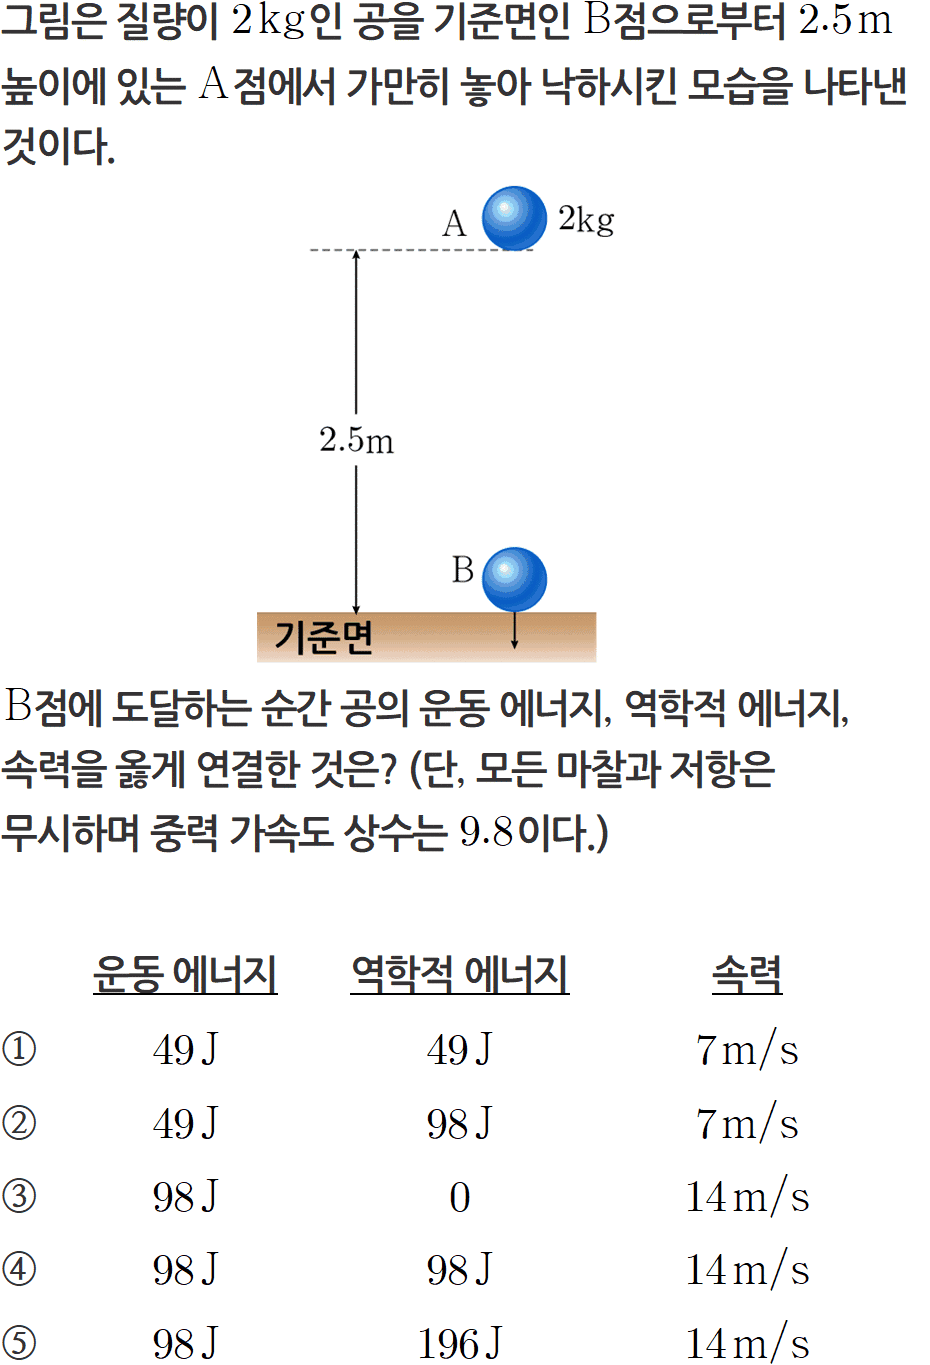 그림은 질량이 2kg인 공을 기준면인 B점으로부터 2.5m
높이에 있는 A점에서 가만히 놓아 낙하시킨 모습을 나타낸
것이다.
A 2kg
2.5m
B
기준면
B점에 도달하는 순간 공의 운동 에너지, 역학적 에너지,
속력을 옳게 연결한 것은? (단, 모든 마찰과 저항은
무시하며 중력 가속도 상수는 9.8이다.)
운동 에너지 역학적 에너지 속력
① 49J 49J 7m/s
② 49J 98J 7m/s
③ 98J 0 14m/s
④ 98J 98J 14m/s
⑤ 98J 196J 14m/s